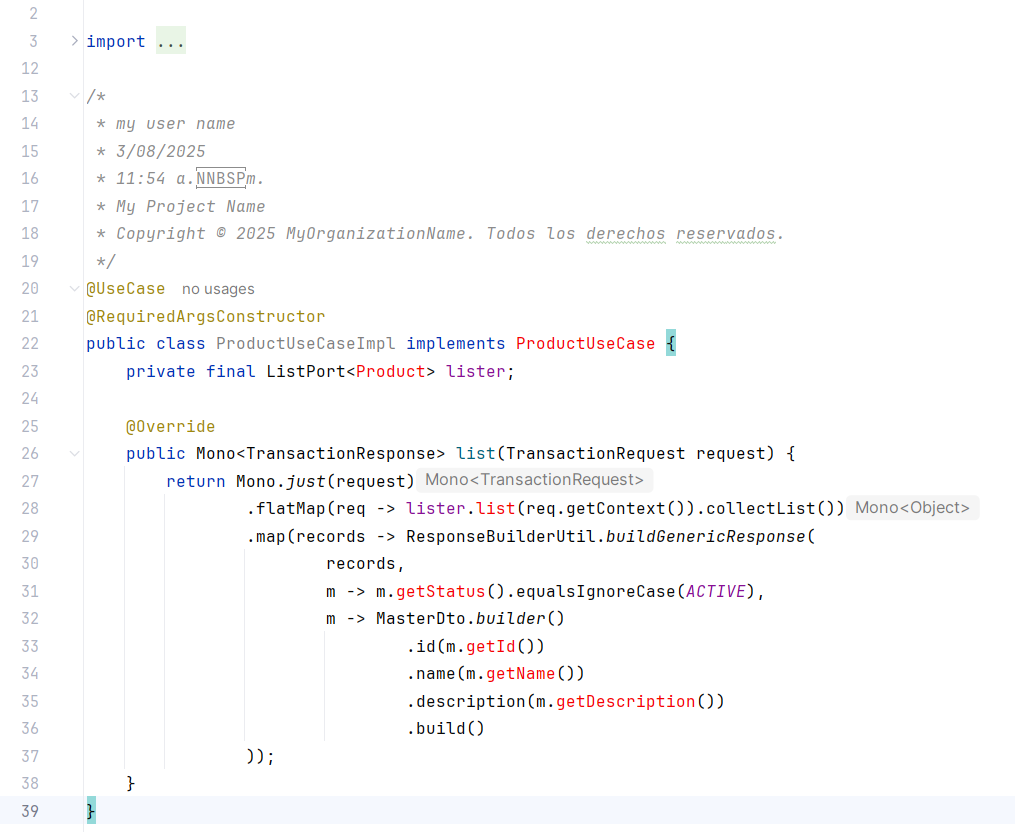 2
3 import ...
12
13 /*
14  * my user name
15  * 3/08/2025
16  * 11:54 a.NNBSPm.
17  * My Project Name
18  * Copyright © 2025 MyOrganizationName. Todos los derechos reservados.
19  */
20 @UseCase no usages
21 @RequiredArgsConstructor
22 public class ProductUseCaseImpl implements ProductUseCase {
23     private final ListPort<Product> lister;
24
25     @Override
26     public Mono<TransactionResponse> list(TransactionRequest request) {
27         return Mono.just(request) Mono<TransactionRequest>
28                 .flatMap(req -> lister.list(req.getContext()).collectList()) Mono<Object>
29                 .map(records -> ResponseBuilderUtil.buildGenericResponse(
30                         records,
31                         m -> m.getStatus().equalsIgnoreCase(ACTIVE),
32                         m -> MasterDto.builder()
33                                 .id(m.getId())
34                                 .name(m.getName())
35                                 .description(m.getDescription())
36                                 .build()
37                 ));
38     }
39 }